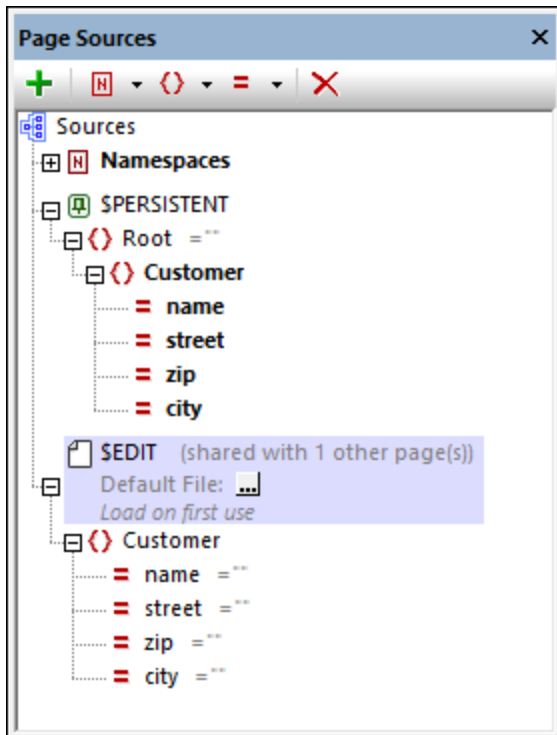 Page Sources
Sources
N Namespaces
$PERSISTENT
{} Root =""
{} Customer
= name
= street
= zip
= city
$EDIT (shared with 1 other page(s))
Default File: ...
Load on first use
{} Customer
= name =""
= street =""
= zip =""
= city =""